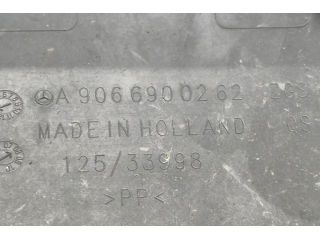 A 906 690 02 62
MADE IN HOLLAND
125/33998
>PP<